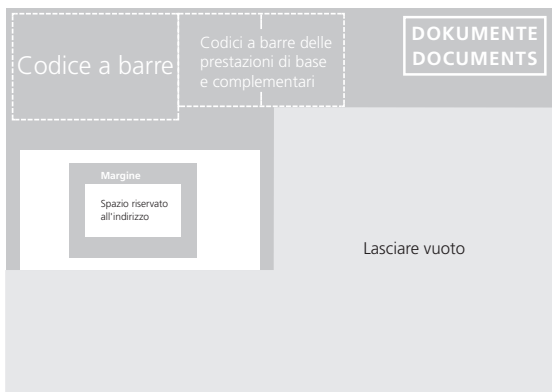 Codice a barre
Codici a barre delle
prestazioni di base
e complementari
DOKUMENTE
DOCUMENTS
Margine
Spazio riservato
all'indirizzo
Lasciare vuoto